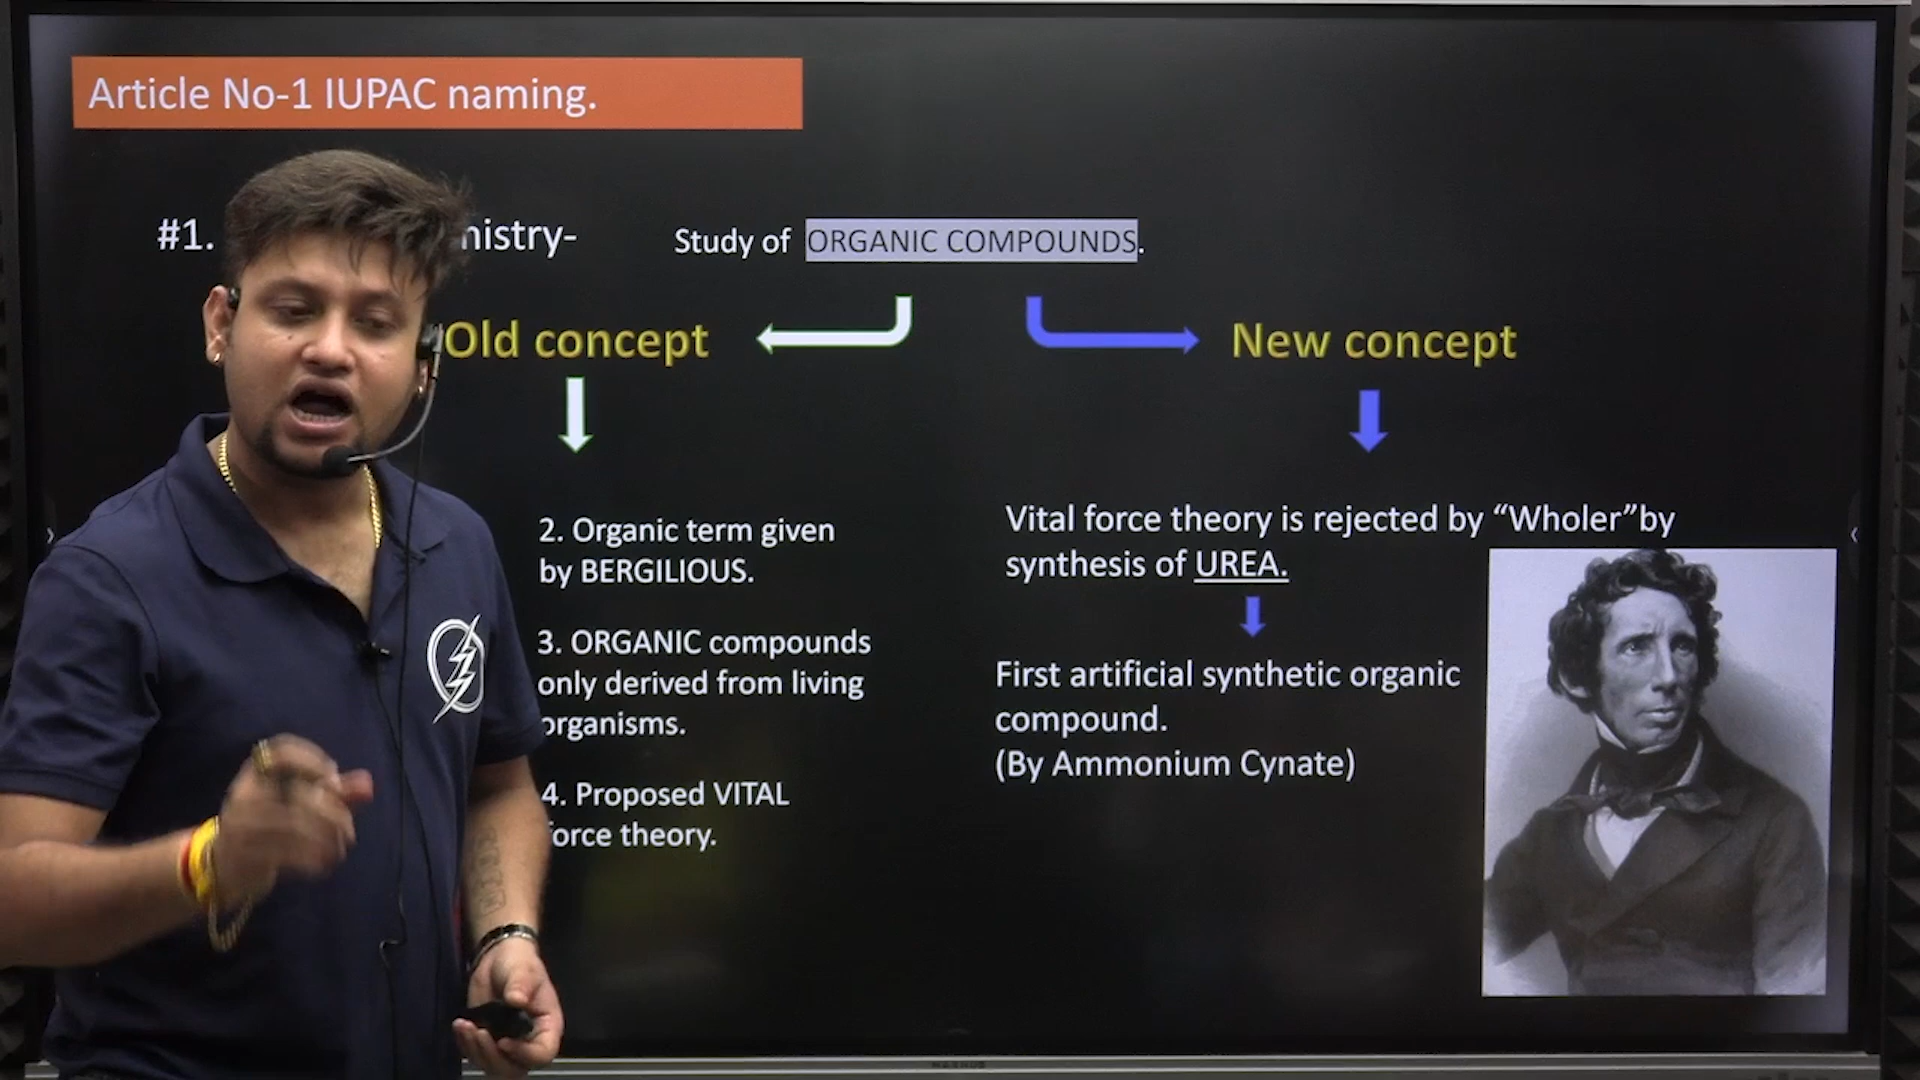 Article No-1 IUPAC naming.
#1. nistry- Study of ORGANIC COMPOUNDS.
Old concept
New concept
2. Organic term given
by BERGILIOUS.
3. ORGANIC compounds
only derived from living
organisms.
4. Proposed VITAL
force theory.
Vital force theory is rejected by “Wholer”by
synthesis of UREA.
First artificial synthetic organic
compound.
(By Ammonium Cynate)